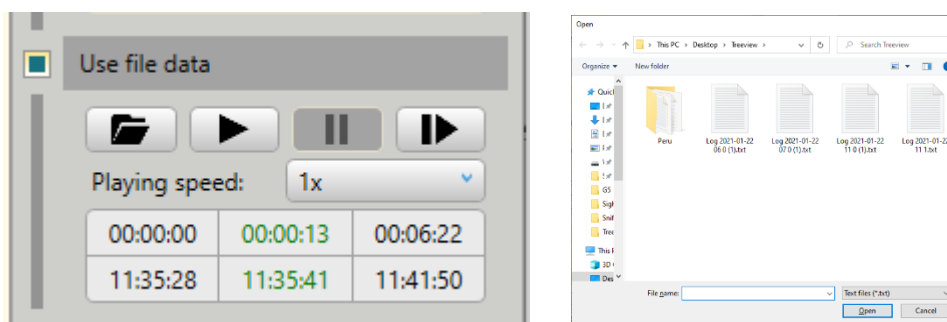 Use file data
Playing speed: 1x
00:00:00 00:00:13 00:06:22
11:35:28 11:35:41 11:41:50
Open
This PC > Desktop > Treeview >
Search Treeview
Organize New folder
Quic
Peru
Log 2021-01-22 06 0 (1).txt
Log 2021-01-22 07 0 (1).txt
Log 2021-01-22 11 0 (1).txt
Log 2021-01-22 11 1.txt
GS
Sigh
Snif
Tree
This P
3D
Des
File name:
Text files (*.txt)
Open Cancel